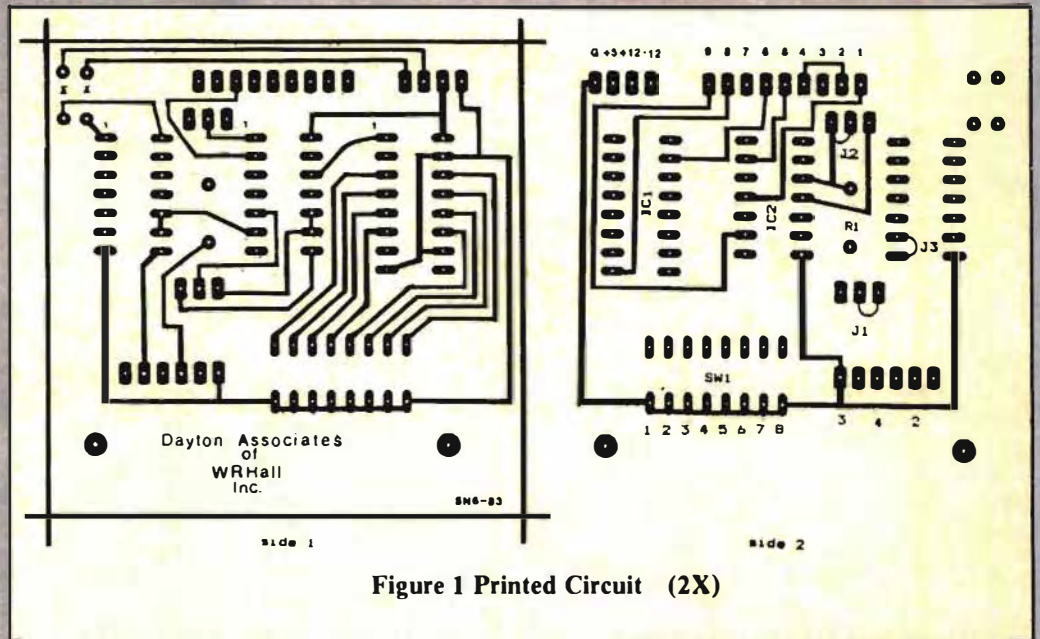 1
1
1
Dayton Associates
of
WRHall
Inc.
SN6-83
side 1
G +5+12-12
9 8 7 6 5 4 3 2 1
J2
IC1
IC2
R1
J3
J1
SW1
1 2 3 4 5 6 7 8
3 4 2
side 2
Figure 1 Printed Circuit (2X)